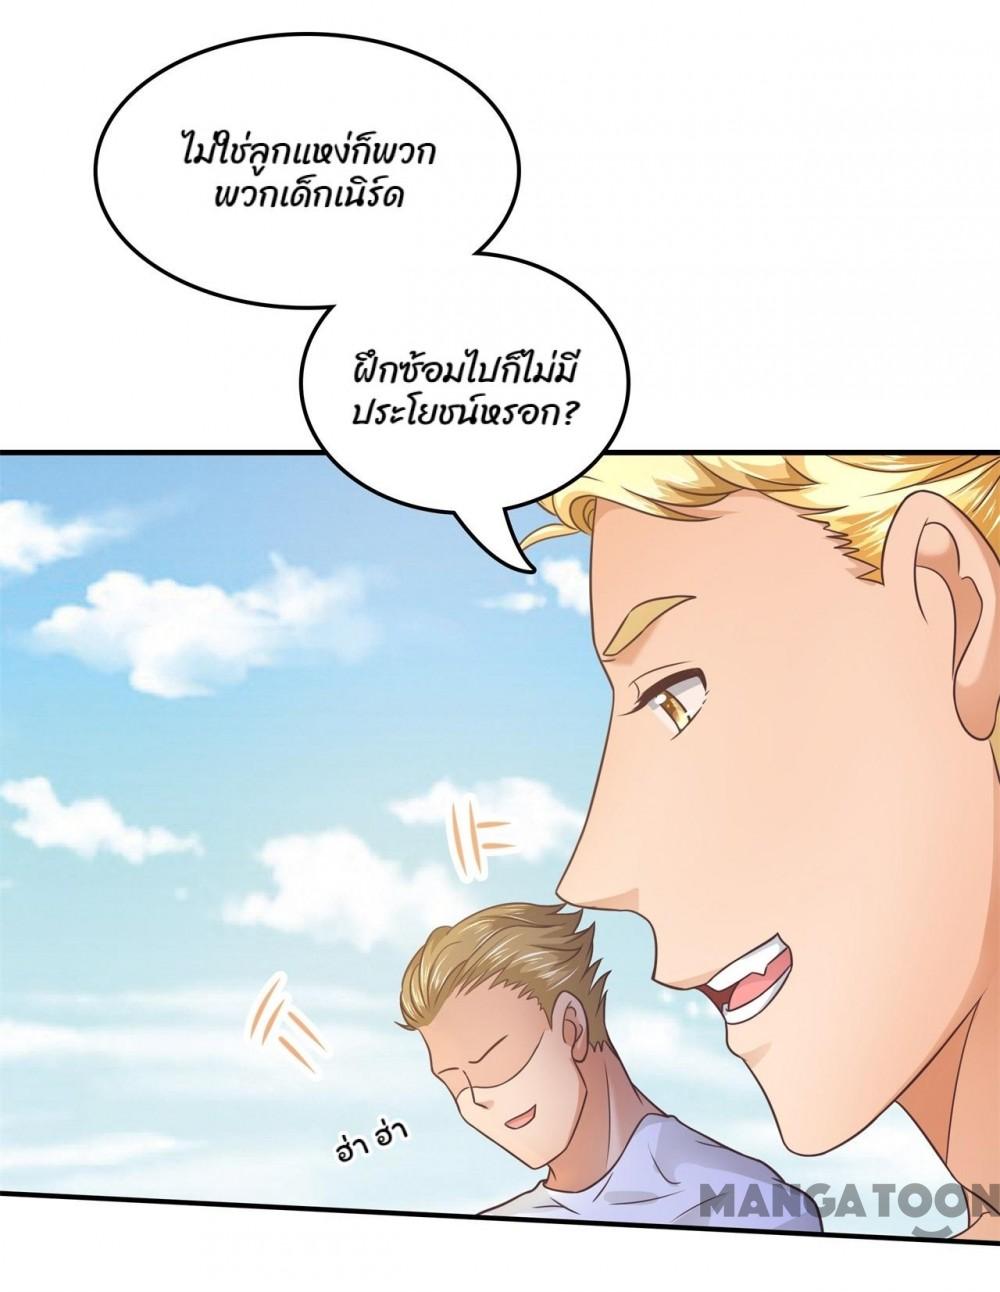 ไม่ใช่ลูกแหง่ก็พวก
พวกเด็กเนิร์ด
ฝึกซ้อมไปก็ไม่มี
ประโยชน์หรอก?
ฮ่า ฮ่า
MANGATOON